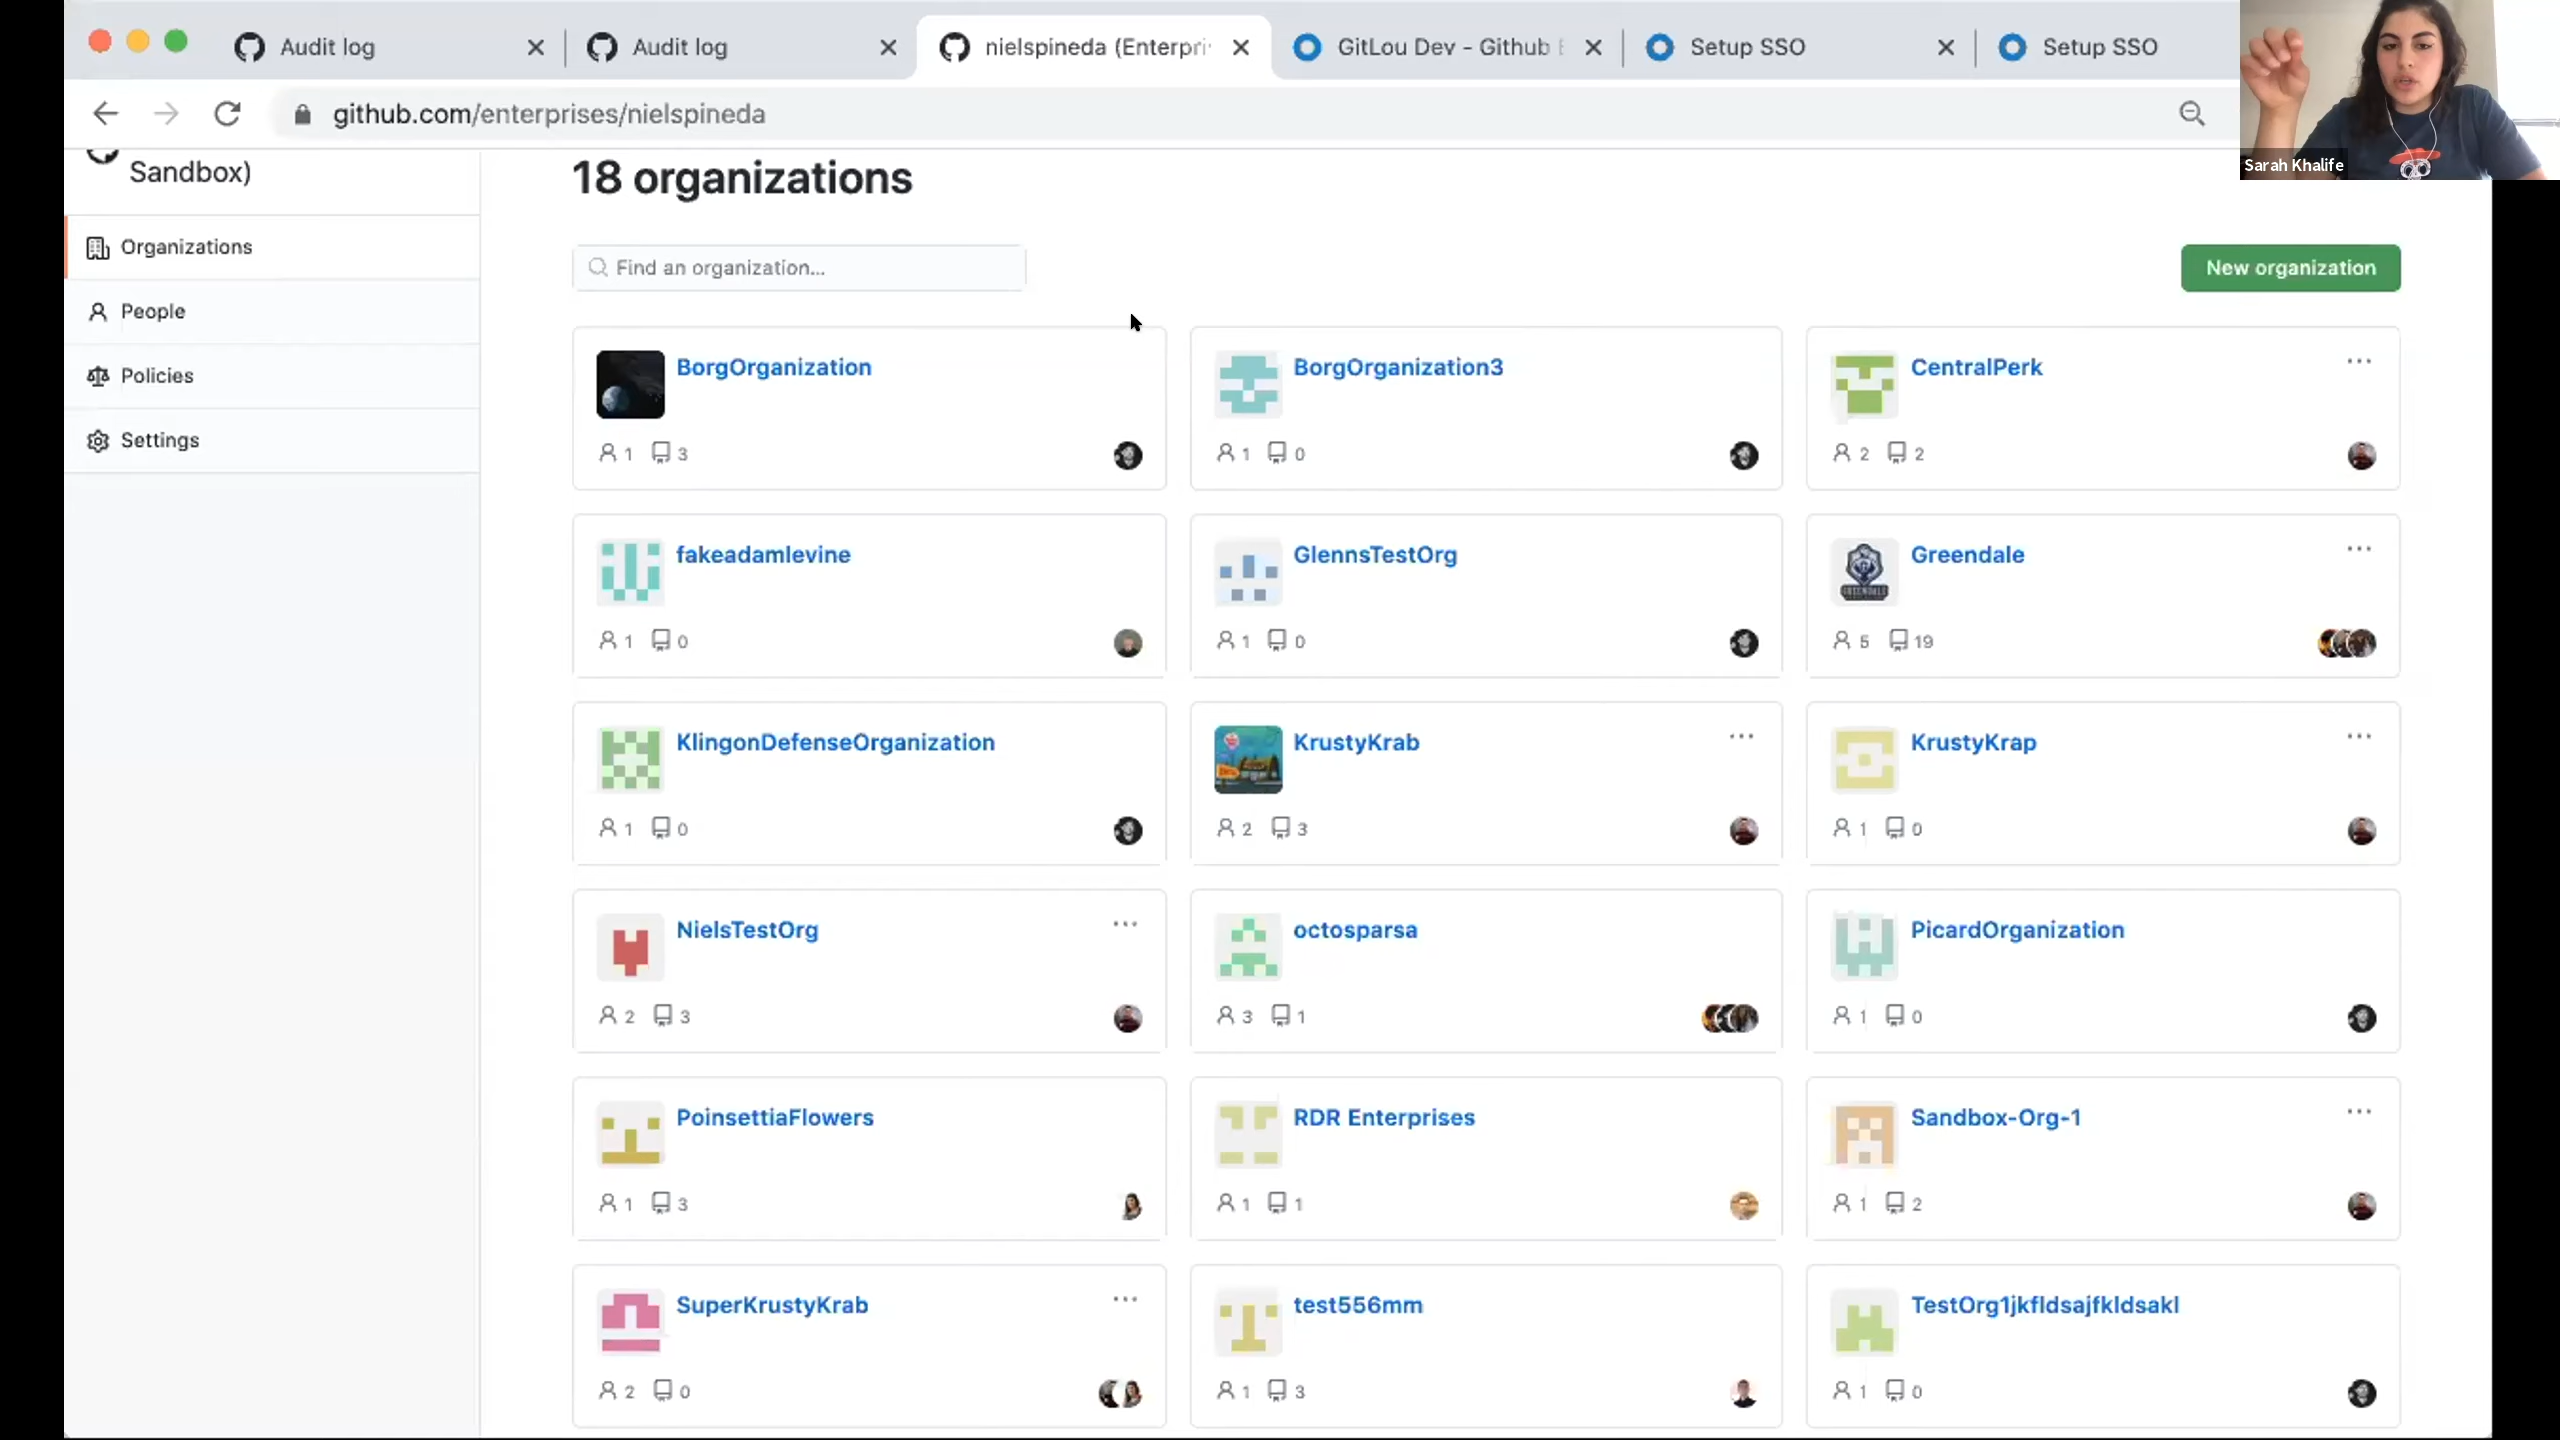 Audit log
Audit log
nielspineda (Enterpri
GitLou Dev - Github
Setup SSO
Setup SSO
github.com/enterprises/nielspineda
Sarah Khalife
Sandbox)
Organizations
People
Policies
Settings
18 organizations
Find an organization...
New organization
BorgOrganization
1 3
BorgOrganization3
1 0
CentralPerk
2 2
fakeadamlevine
1 0
GlennsTestOrg
1 0
Greendale
GREENDALE
5 19
KlingonDefenseOrganization
1 0
KrustyKrab
2 3
KrustyKrap
1 0
NielsTestOrg
2 3
octosparsa
3 1
PicardOrganization
1 0
PoinsettiaFlowers
1 3
RDR Enterprises
1 1
Sandbox-Org-1
1 2
SuperKrustyKrab
2 0
test556mm
1 3
TestOrg1jkfldsajfkldsakl
1 0